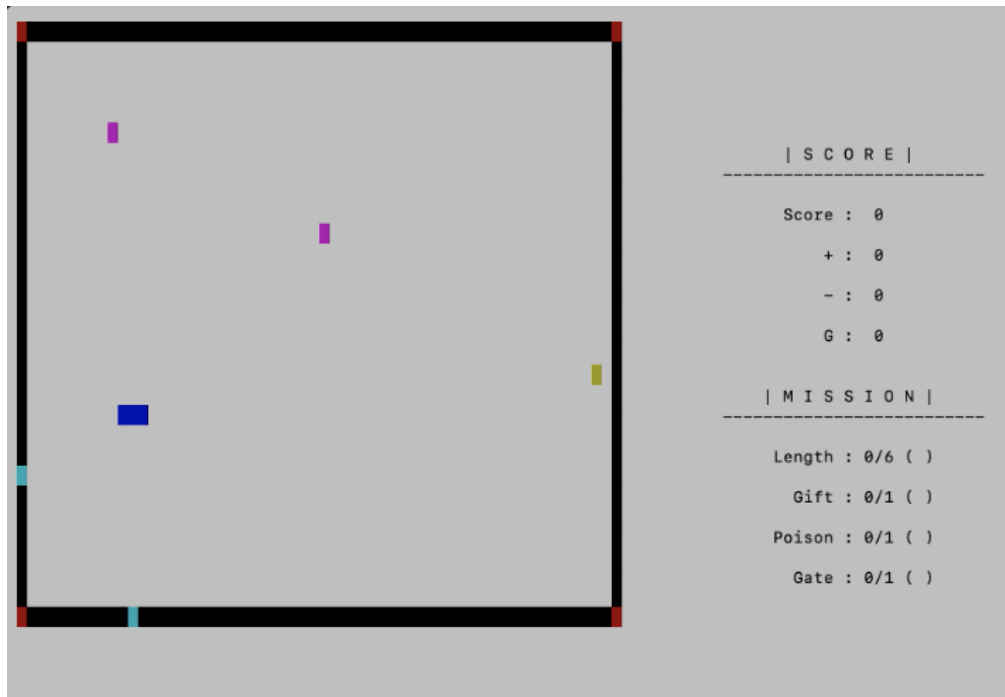 | S C O R E |
--------------------------
Score : 0
+ : 0
- : 0
G : 0
| M I S S I O N |
--------------------------
Length : 0/6 ( )
Gift : 0/1 ( )
Poison : 0/1 ( )
Gate : 0/1 ( )